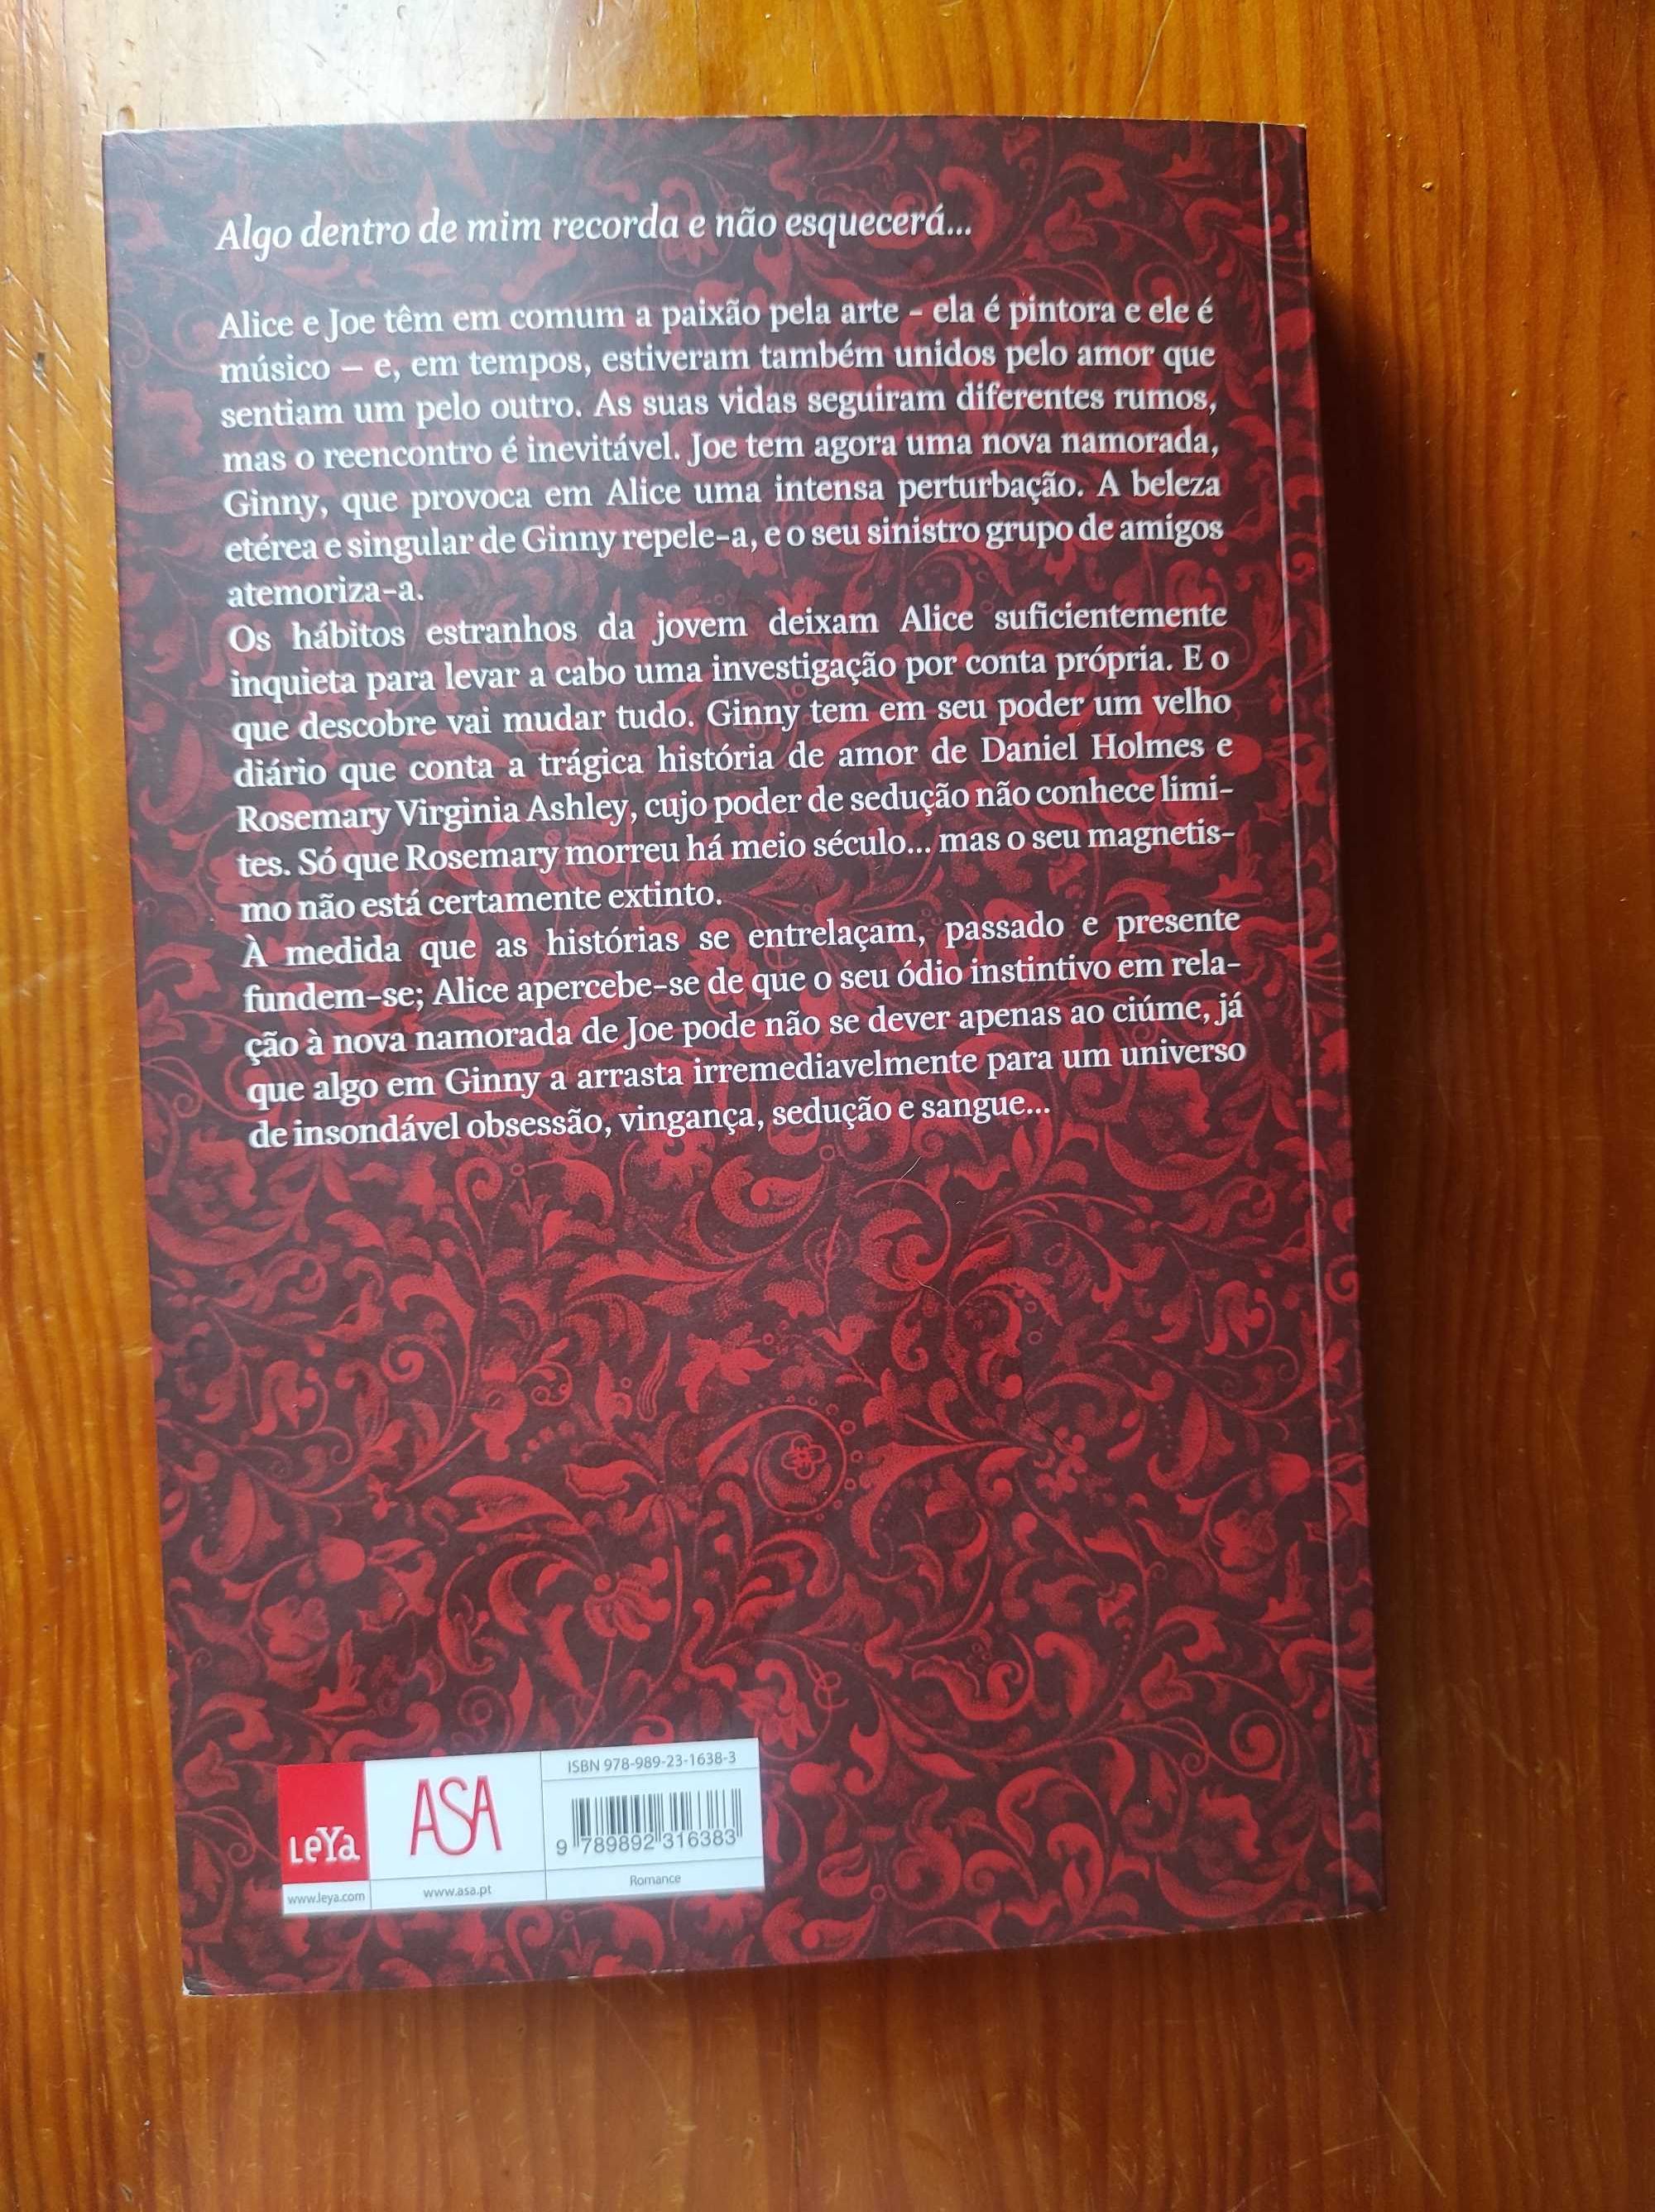 Algo dentro de mim recorda e não esquecerá...
Alice e Joe têm em comum a paixão pela arte - ela é pintora e ele é
músico – e, em tempos, estiveram também unidos pelo amor que
sentiam um pelo outro. As suas vidas seguiram diferentes rumos,
mas o reencontro é inevitável. Joe tem agora uma nova namorada,
Ginny, que provoca em Alice uma intensa perturbação. A beleza
etérea e singular de Ginny repele-a, e o seu sinistro grupo de amigos
atemoriza-a.
Os hábitos estranhos da jovem deixam Alice suficientemente
inquieta para levar a cabo uma investigação por conta própria. E o
que descobre vai mudar tudo. Ginny tem em seu poder um velho
diário que conta a trágica história de amor de Daniel Holmes e
Rosemary Virginia Ashley, cujo poder de sedução não conhece limi-
tes. Só que Rosemary morreu há meio século... mas o seu magnetis-
mo não está certamente extinto.
À medida que as histórias se entrelaçam, passado e presente
fundem-se; Alice apercebe-se de que o seu ódio instintivo em rela-
ção à nova namorada de Joe pode não se dever apenas ao ciúme, já
que algo em Ginny a arrasta irremediavelmente para um universo
de insondável obsessão, vingança, sedução e sangue...
LeYa
www.leya.com
ASA
www.asa.pt
ISBN 978-989-23-1638-3
9 789892 316383
Romance